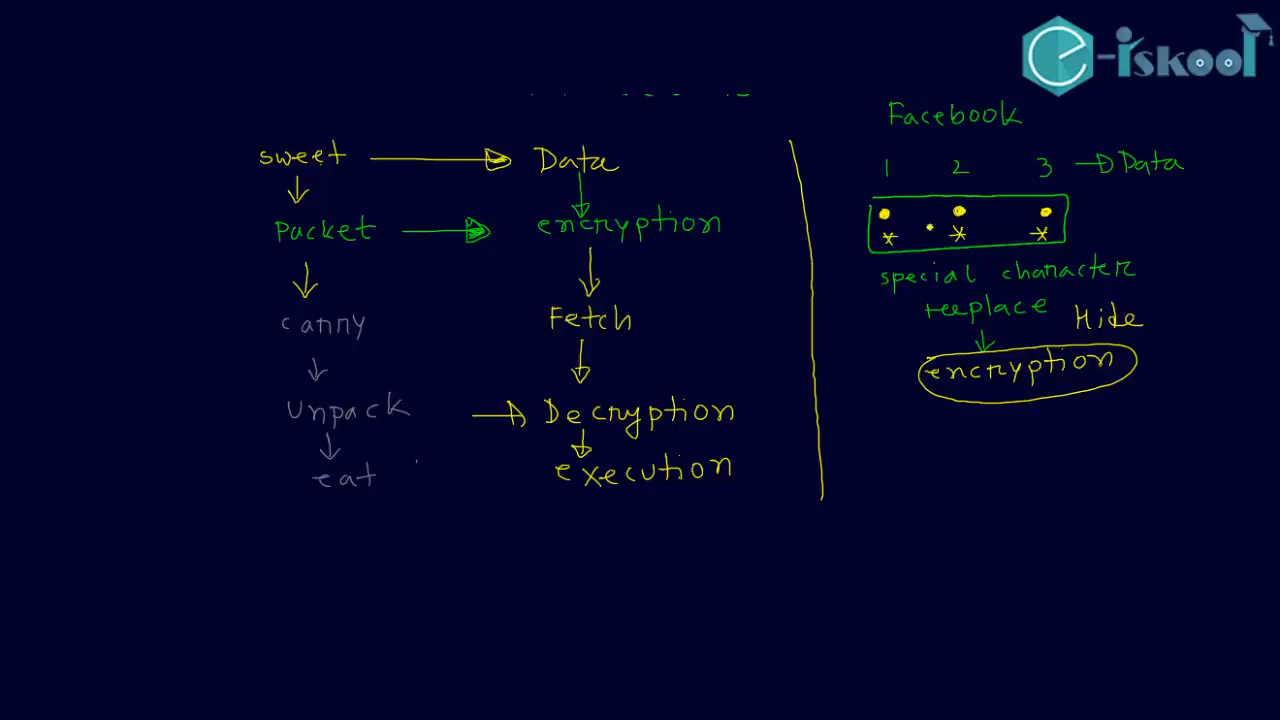 e-iskool
sweet Data
Packet encryption
canny Fetch
unpack Decryption
eat execution
Facebook
1 2 3 Data
* * *
special character
reeplace Hide
encryption